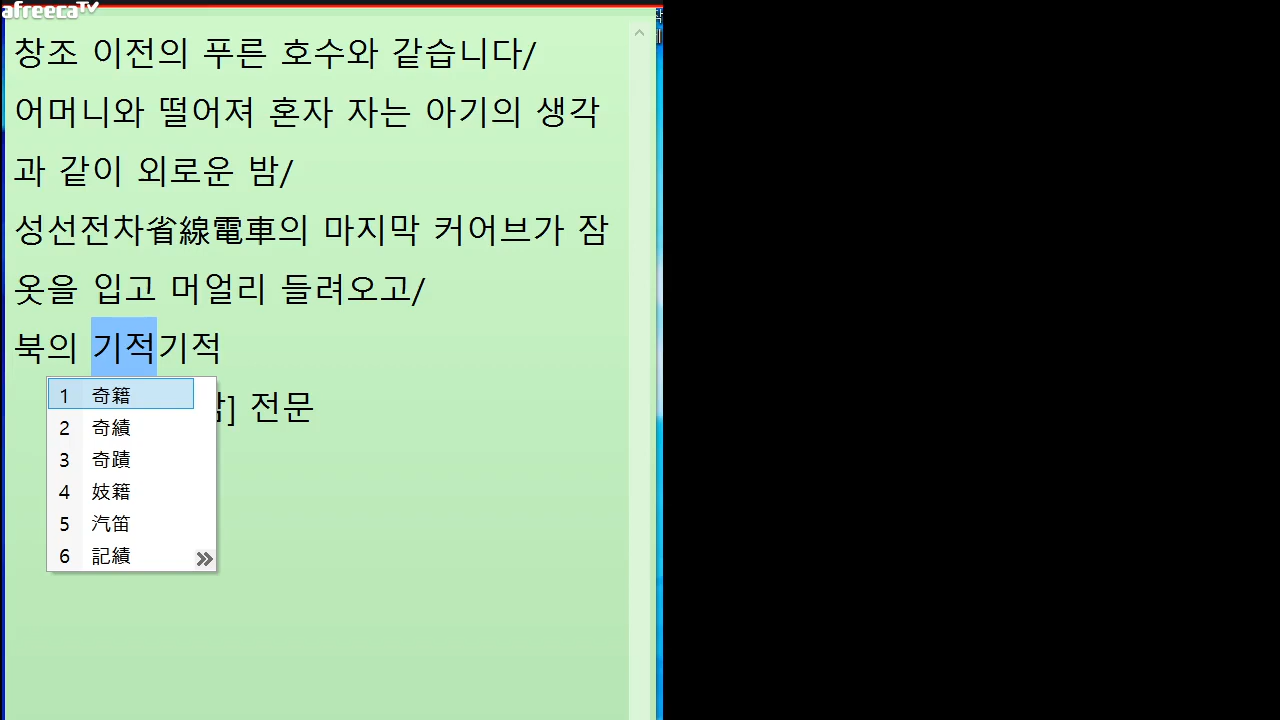 afreecaTV
창조 이전의 푸른 호수와 같습니다/
어머니와 떨어져 혼자 자는 아기의 생각
과 같이 외로운 밤/
성선전차省線電車의 마지막 커어브가 잠
옷을 입고 머얼리 들려오고/
북의 기적기적
] 전문
1 奇籍
2 奇績
3 奇蹟
4 妓籍
5 汽笛
6 記績